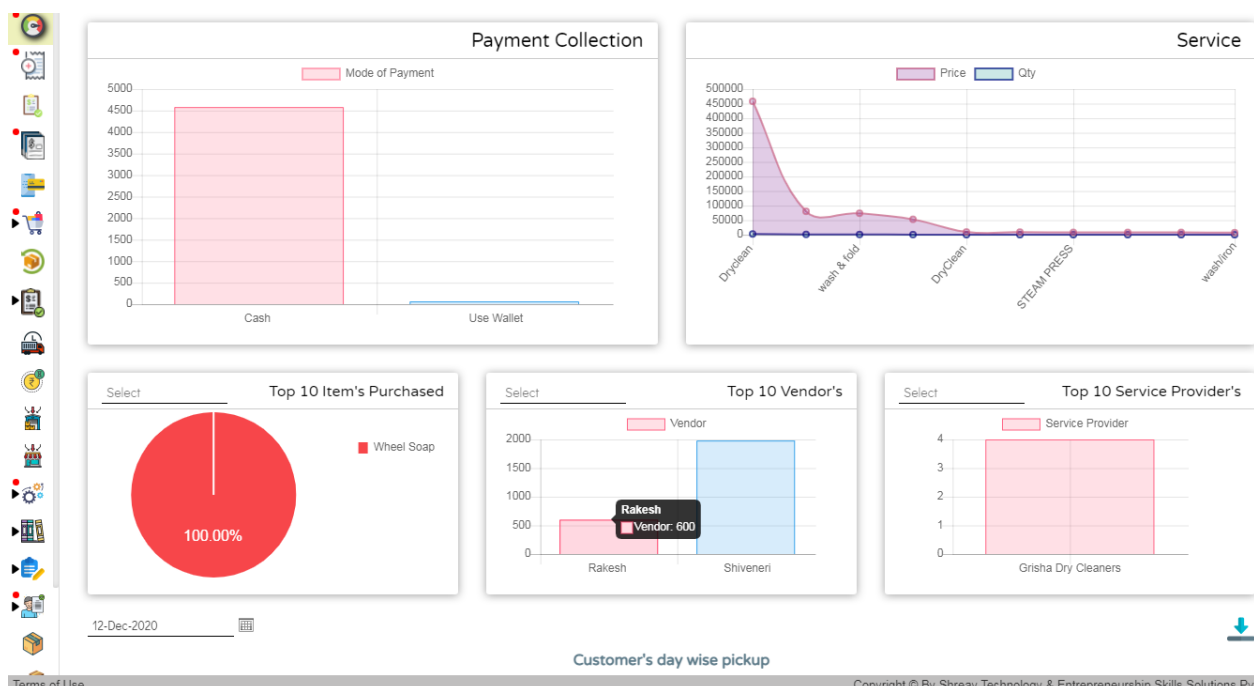 Payment Collection
Mode of Payment
5000
4500
4000
3500
3000
2500
2000
1500
1000
500
0
Cash
Use Wallet
Service
Price
Qty
500000
450000
400000
350000
300000
250000
200000
150000
100000
50000
0
Dryclean
wash & fold
DryClean
STEAM PRESS
wash/iron
Select
Top 10 Item's Purchased
Wheel Soap
100.00%
Select
Top 10 Vendor's
Vendor
2000
1500
1000
500
0
Rakesh
Vendor: 600
Rakesh
Shiveneri
Select
Top 10 Service Provider's
Service Provider
4
3
2
1
0
Grisha Dry Cleaners
12-Dec-2020
Customer's day wise pickup
Terms of Use
Copyright © By Shreay Technology & Entrepreneurship Skills Solutions